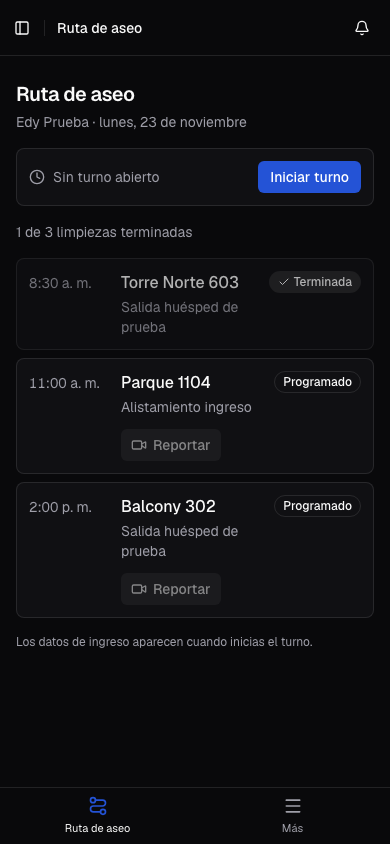 Ruta de aseo
Ruta de aseo
Edy Prueba · lunes, 23 de noviembre
Sin turno abierto
Iniciar turno
1 de 3 limpiezas terminadas
8:30 a. m.
Torre Norte 603
Terminada
Salida huésped de
prueba
11:00 a. m.
Parque 1104
Programado
Alistamiento ingreso
Reportar
2:00 p. m.
Balcony 302
Programado
Salida huésped de
prueba
Reportar
Los datos de ingreso aparecen cuando inicias el turno.
Ruta de aseo
Más